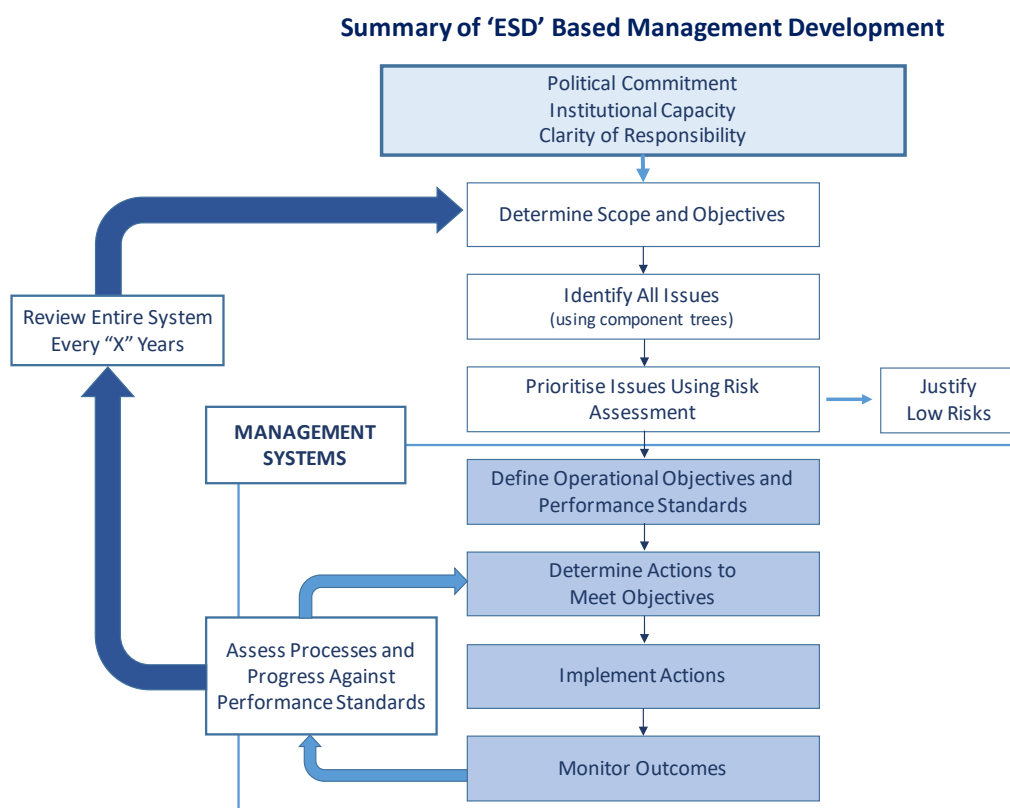 Summary of ‘ESD’ Based Management Development
Political Commitment
Institutional Capacity
Clarity of Responsibility
Determine Scope and Objectives
Identify All Issues
(using component trees)
Review Entire System
Every “X” Years
Prioritise Issues Using Risk
Assessment
Justify
Low Risks
MANAGEMENT
SYSTEMS
Define Operational Objectives and
Performance Standards
Determine Actions to
Meet Objectives
Assess Processes and
Progress Against
Performance Standards
Implement Actions
Monitor Outcomes